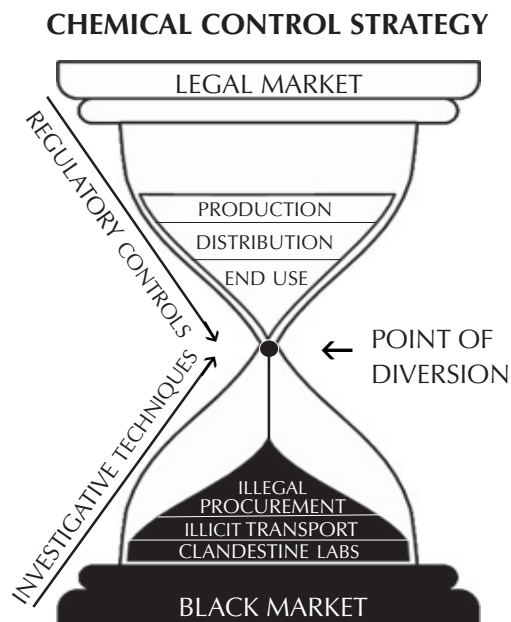 CHEMICAL CONTROL STRATEGY
LEGAL MARKET
REGULATORY CONTROLS
PRODUCTION
DISTRIBUTION
END USE
POINT OF
DIVERSION
INVESTIGATIVE TECHNIQUES
ILLEGAL
PROCUREMENT
ILLICIT TRANSPORT
CLANDESTINE LABS
BLACK MARKET